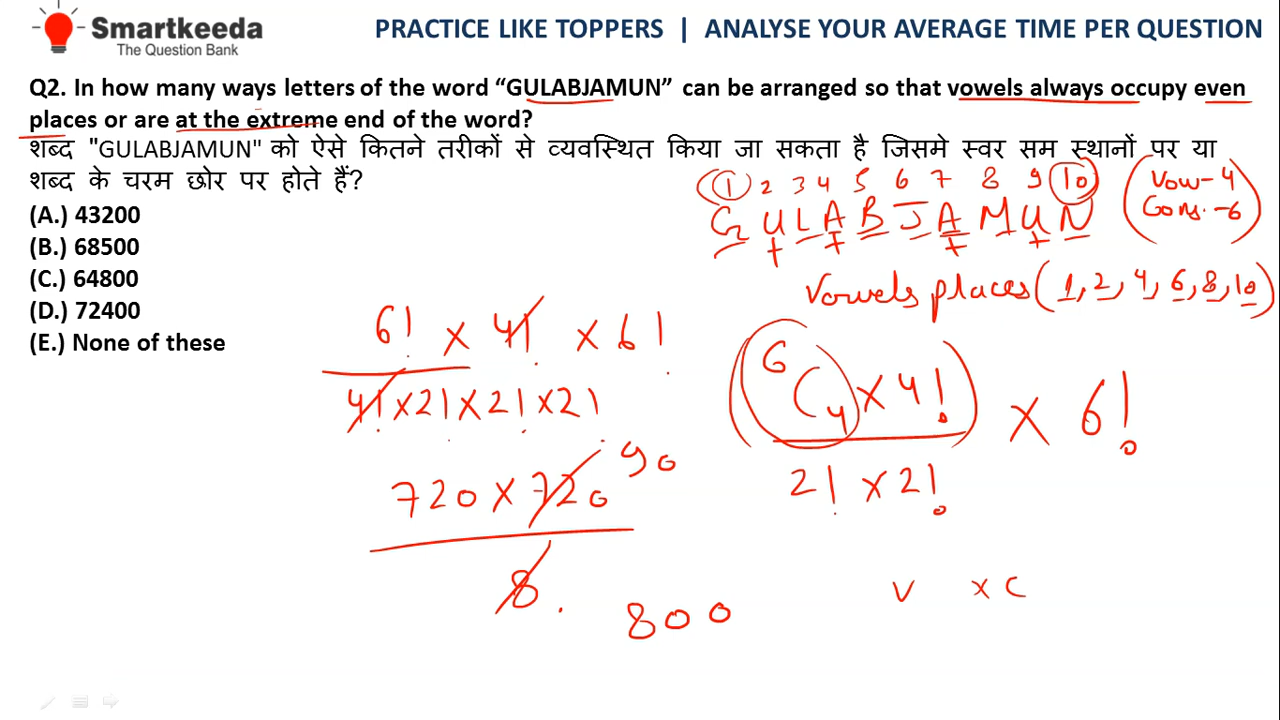 Smartkeeda
The Question Bank
PRACTICE LIKE TOPPERS | ANALYSE YOUR AVERAGE TIME PER QUESTION
Q2. In how many ways letters of the word “GULABJAMUN” can be arranged so that vowels always occupy even
places or are at the extreme end of the word?
शब्द "GULABJAMUN" को ऐसे कितने तरीकों से व्यवस्थित किया जा सकता है जिसमे स्वर सम स्थानों पर या
शब्द के चरम छोर पर होते हैं?
(A.) 43200
(B.) 68500
(C.) 64800
(D.) 72400
(E.) None of these
1 2 3 4 5 6 7 8 9 10
G U L A B J A M U N
(Vow-4
Cons.-6)
Vowels places (1, 2, 4, 6, 8, 10)
6! x 4! x 6!
4! x 2! x 2! x 2!
720 x 720 90
8
800
(6C4 x 4!) x 6!
2! x 2!
V x C